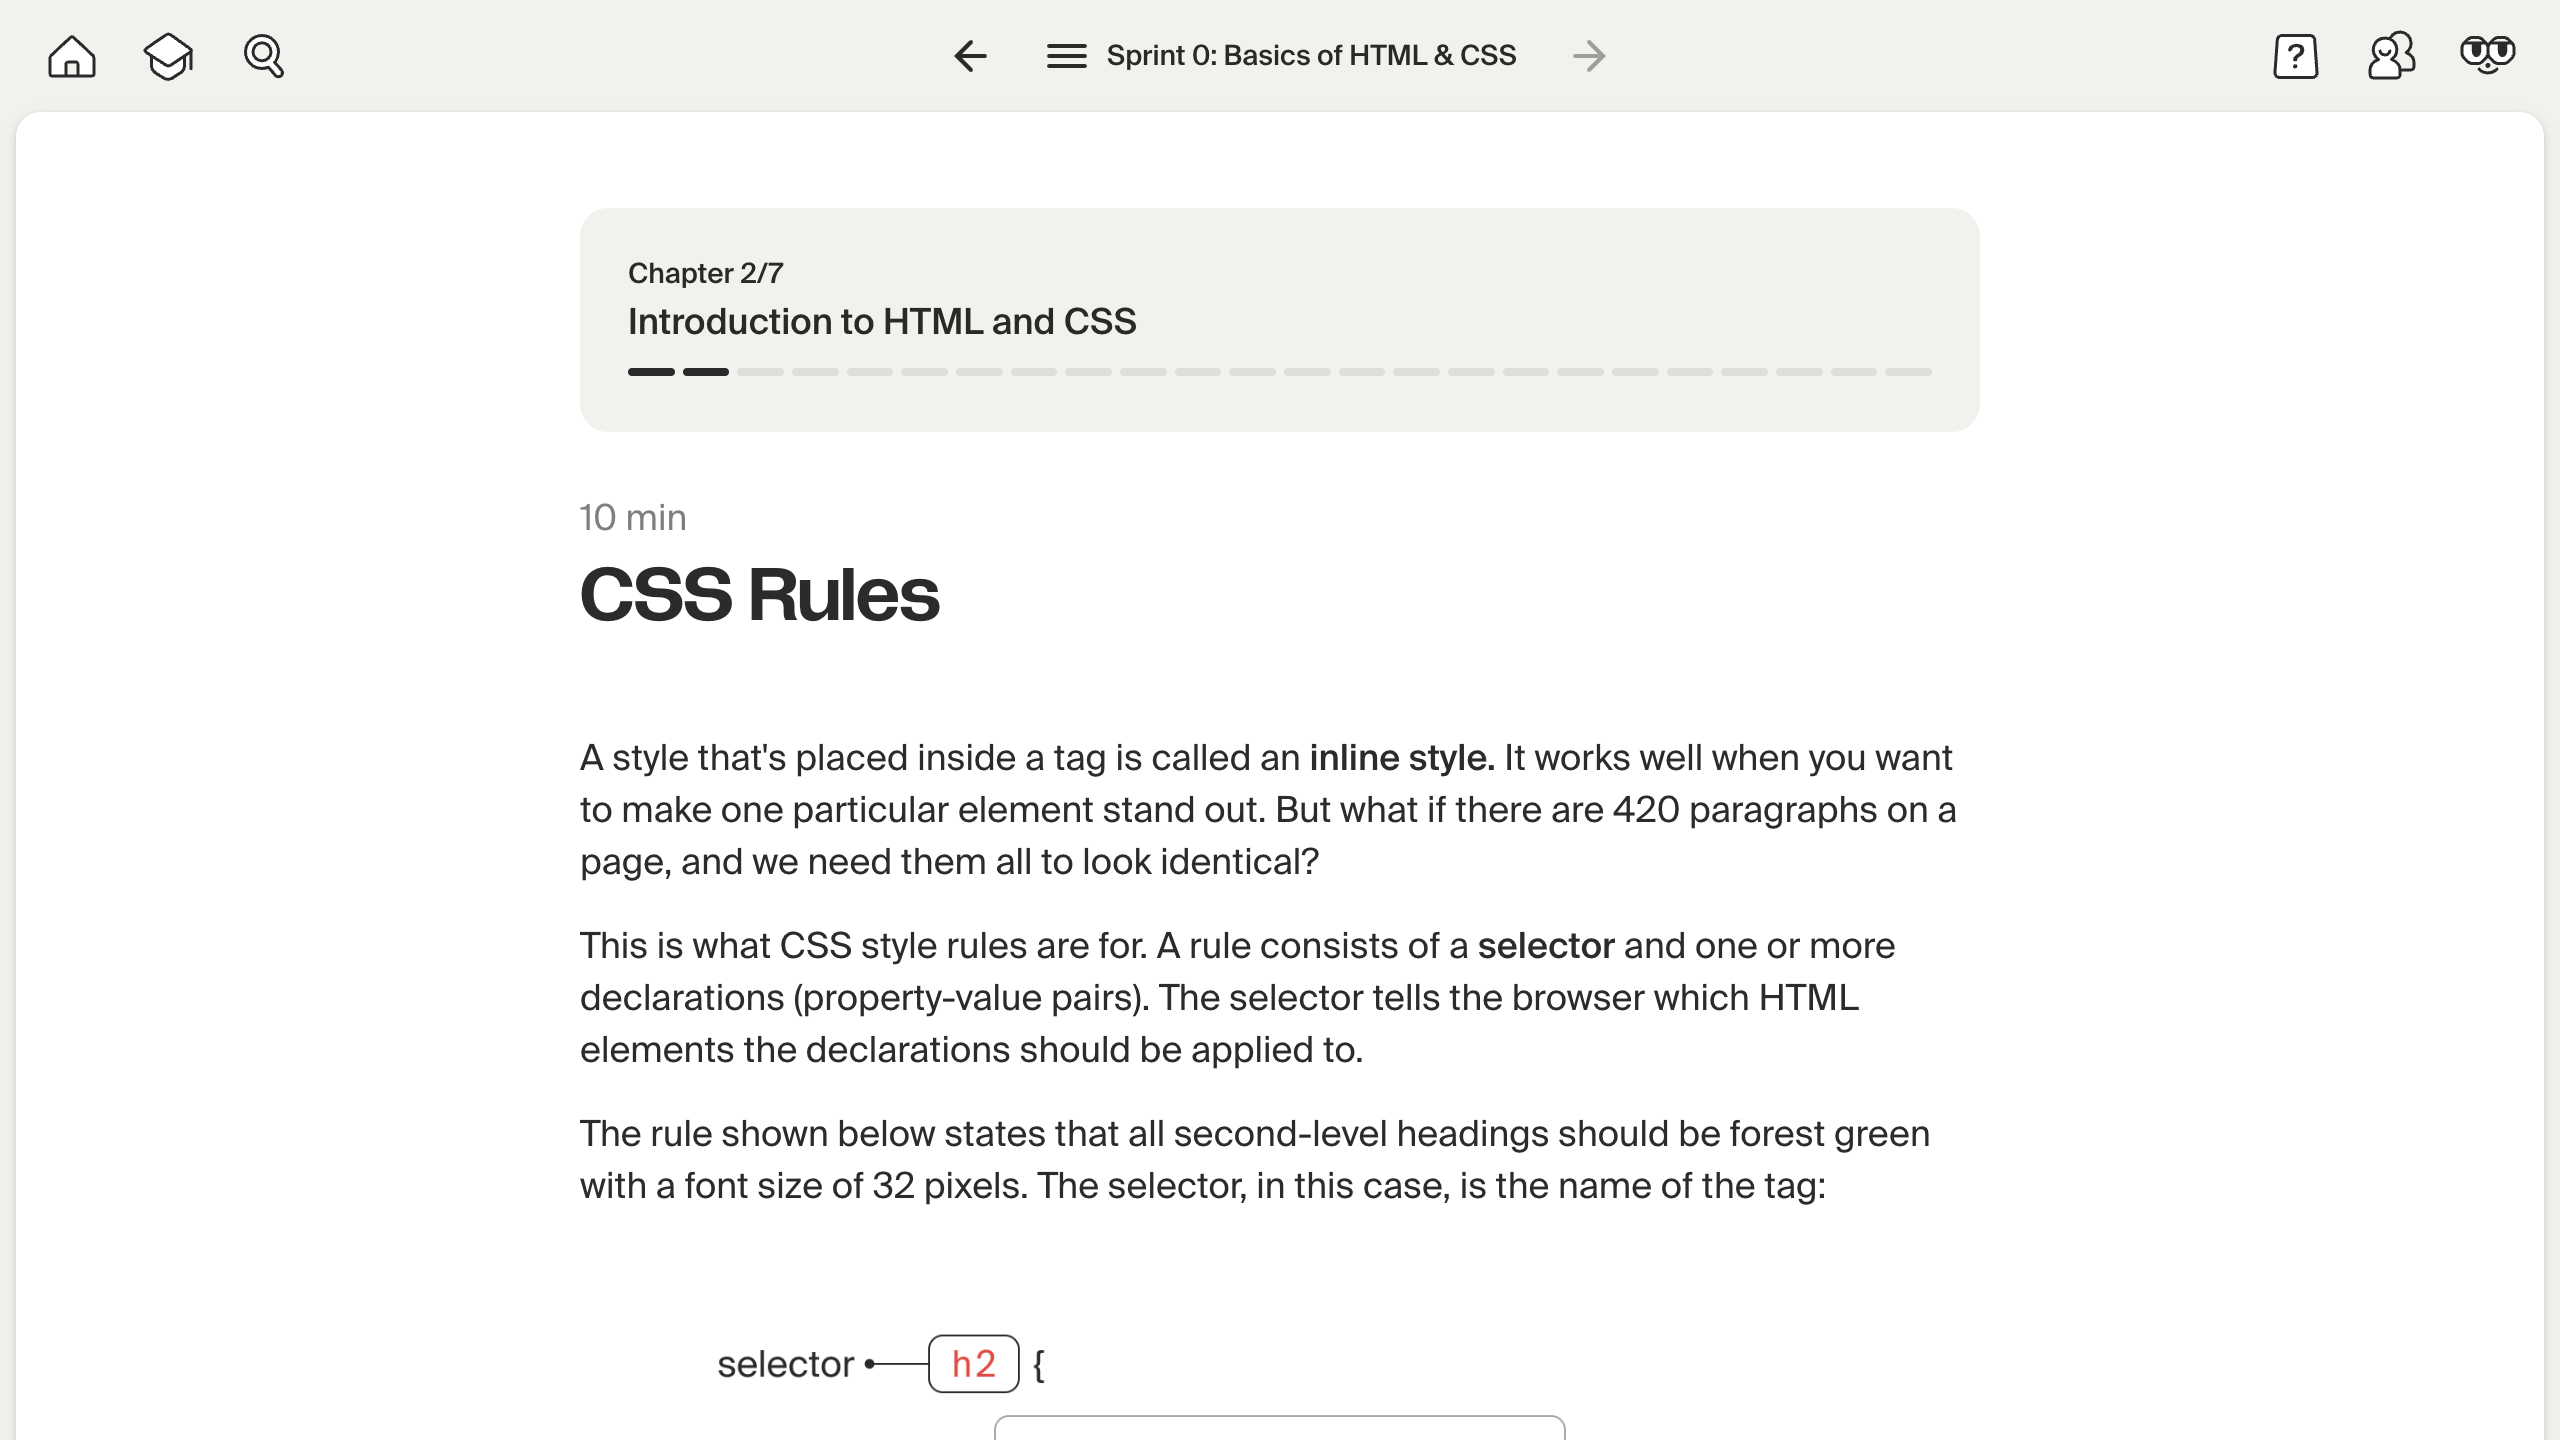 Sprint 0: Basics of HTML & CSS
?
Chapter 2/7
Introduction to HTML and CSS
10 min
CSS Rules
A style that's placed inside a tag is called an inline style. It works well when you want
to make one particular element stand out. But what if there are 420 paragraphs on a
page, and we need them all to look identical?
This is what CSS style rules are for. A rule consists of a selector and one or more
declarations (property-value pairs). The selector tells the browser which HTML
elements the declarations should be applied to.
The rule shown below states that all second-level headings should be forest green
with a font size of 32 pixels. The selector, in this case, is the name of the tag:
selector h2 {